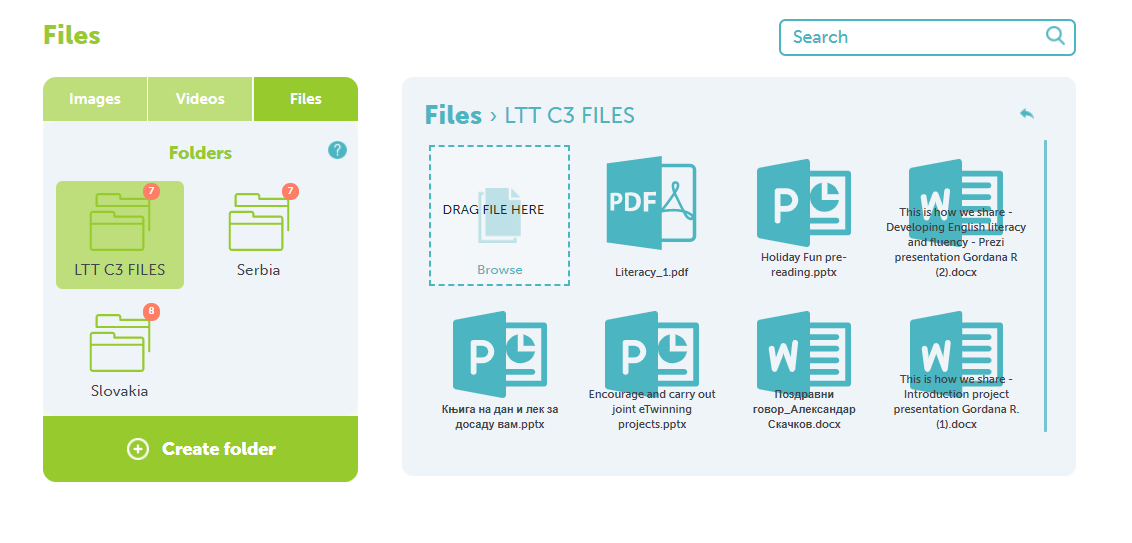 Files
Search
Images Videos Files
Folders
?
7
LTT C3 FILES
7
Serbia
8
Slovakia
Create folder
Files › LTT C3 FILES
DRAG FILE HERE
Browse
PDF
Literacy_1.pdf
P
Holiday Fun pre-
reading.pptx
W
This is how we share -
Developing English literacy
and fluency - Prezi
presentation Gordana R
(2).docx
P
Књига на дан и лек за
досаду вам.pptx
P
Encourage and carry out
joint eTwinning
projects.pptx
W
Поздравни
говор_Александар
Скачков.docx
W
This is how we share -
Introduction project
presentation Gordana R.
(1).docx